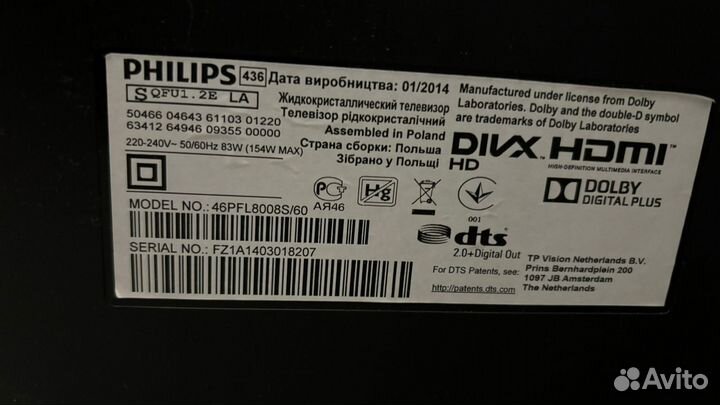 PHILIPS 436 Дата виробництва: 01/2014
S QFU1.2E LA
Жидкокристаллический телевизор
50466 04643 61103 01220
Телевізор рідкокристалічний
63412 64946 09355 00000
Assembled in Poland
220-240V~ 50/60Hz 83W (154W MAX)
Страна сборки: Польша
Зібрано у Польщі
Manufactured under license from Dolby
Laboratories. Dolby and the double-D symbol
are trademarks of Dolby Laboratories
DIVX HD
HDMI
HIGH-DEFINITION MULTIMEDIA INTERFACE
DOLBY
DIGITAL PLUS
РСТ
АЯ46
Hg
001
MODEL NO.: 46PFL8008S/60
SERIAL NO.: FZ1A1403018207
dts
2.0+Digital Out
For DTS Patents, see:
http://patents.dts.com
TP Vision Netherlands B.V.
Prins Bernhardplein 200
1097 JB Amsterdam
The Netherlands
Avito